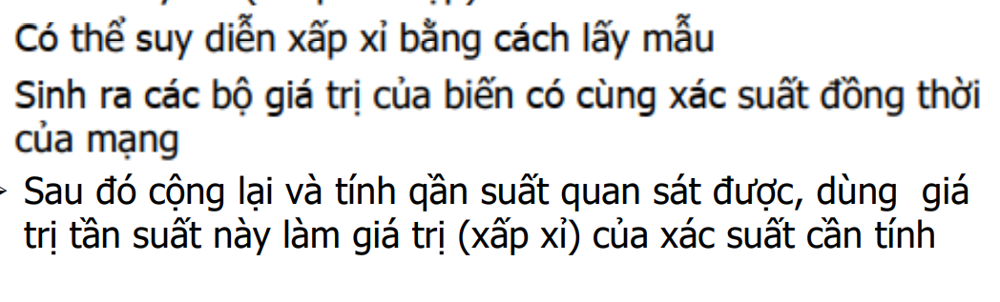 Có thể suy diễn xấp xỉ bằng cách lấy mẫu
Sinh ra các bộ giá trị của biến có cùng xác suất đồng thời
của mạng
Sau đó cộng lại và tính qần suất quan sát được, dùng giá
trị tần suất này làm giá trị (xấp xỉ) của xác suất cần tính